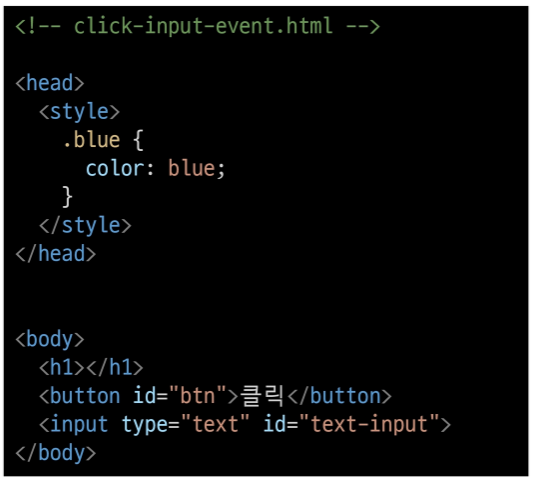 <!-- click-input-event.html -->
<head>
<style>
.blue {
color: blue;
}
</style>
</head>
<body>
<h1></h1>
<button id="btn">클릭</button>
<input type="text" id="text-input">
</body>